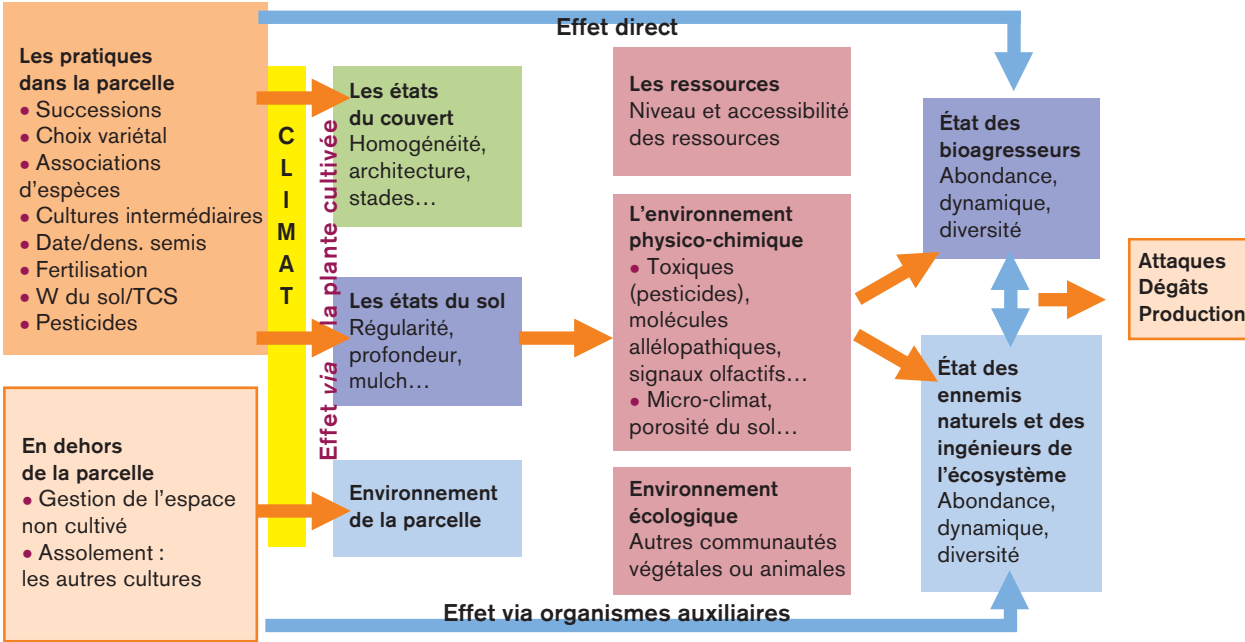 Effet direct
Les pratiques
dans la parcelle
• Successions
• Choix variétal
• Associations
d'espèces
• Cultures intermédiaires
• Date/dens. semis
• Fertilisation
• W du sol/TCS
• Pesticides
En dehors
de la parcelle
• Gestion de l'espace
non cultivé
• Assolement :
les autres cultures
CLIMAT
Effet via la plante cultivée
Les états
du couvert
Homogénéité,
architecture,
stades…
Les états du sol
Régularité,
profondeur,
mulch…
Environnement
de la parcelle
Les ressources
Niveau et accessibilité
des ressources
L'environnement
physico-chimique
• Toxiques
(pesticides),
molécules
allélopathiques,
signaux olfactifs…
• Micro-climat,
porosité du sol…
Environnement
écologique
Autres communautés
végétales ou animales
État des
bioagresseurs
Abondance,
dynamique,
diversité
État des
ennemis
naturels et des
ingénieurs de
l'écosystème
Abondance,
dynamique,
diversité
Attaques
Dégâts
Production
Effet via organismes auxiliaires